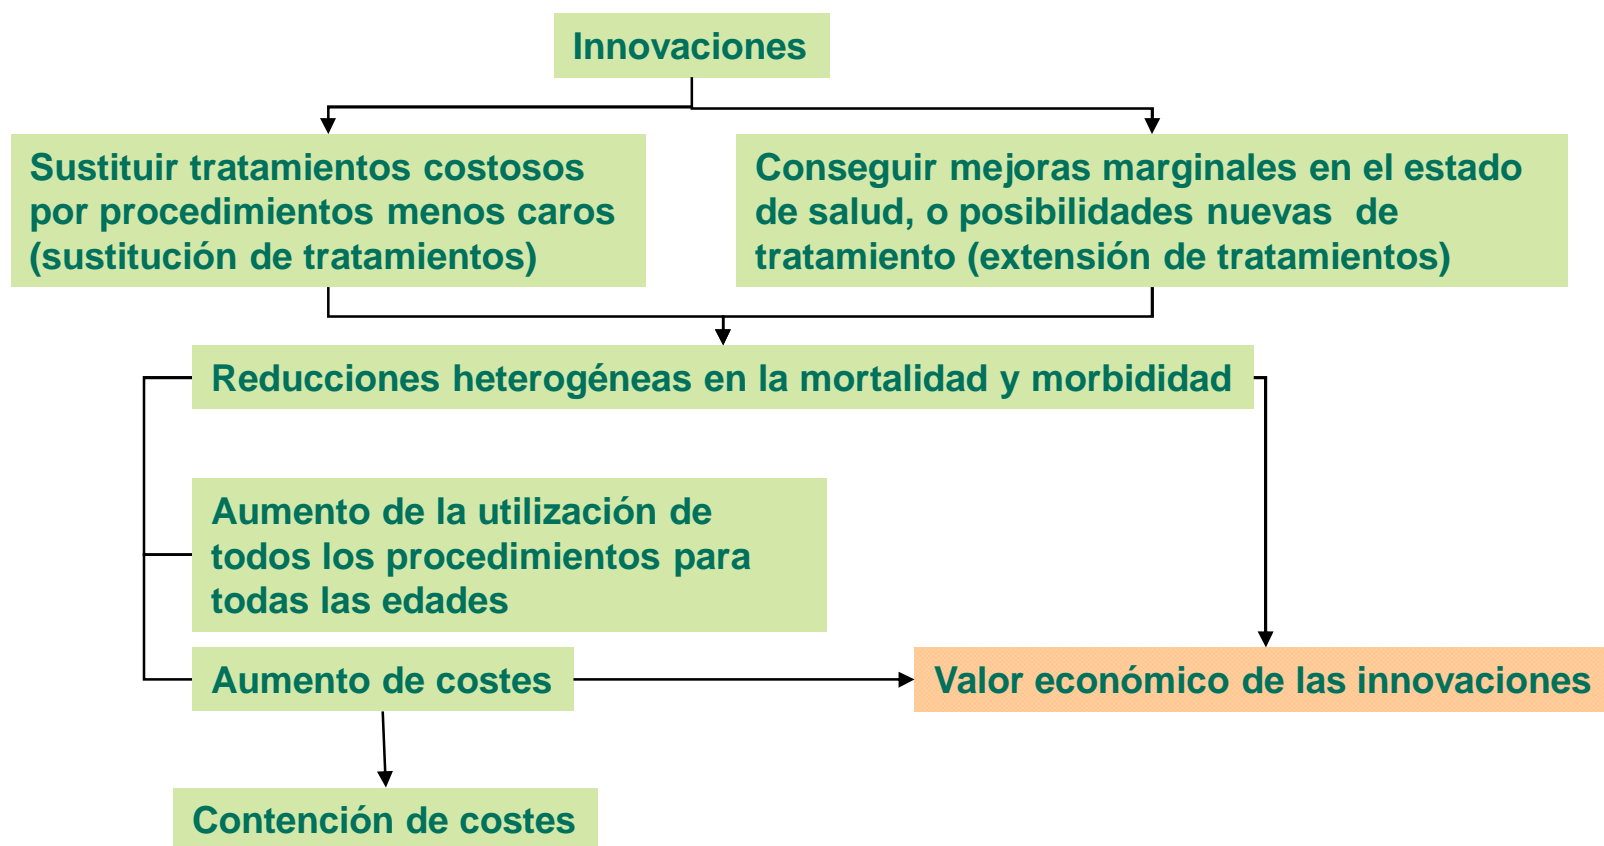 Innovaciones
Sustituir tratamientos costosos
por procedimientos menos caros
(sustitución de tratamientos)
Conseguir mejoras marginales en el estado
de salud, o posibilidades nuevas  de
tratamiento (extensión de tratamientos)
Reducciones heterogéneas en la mortalidad y morbididad
Aumento de la utilización de
todos los procedimientos para
todas las edades
Aumento de costes
Valor económico de las innovaciones
Contención de costes